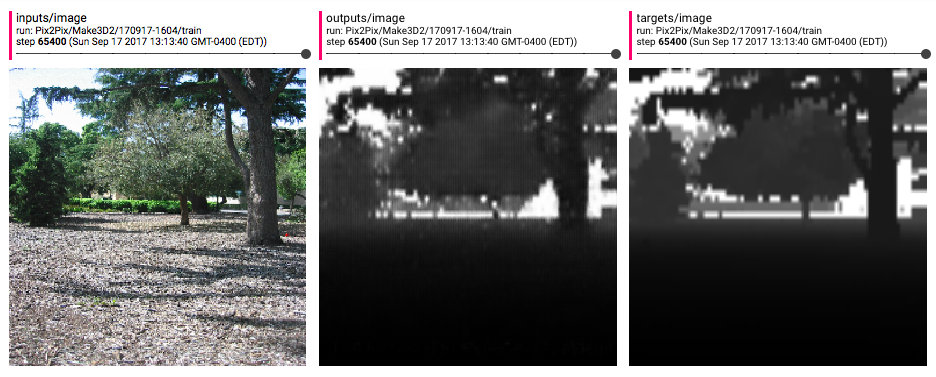 inputs/image
run: Pix2Pix/Make3D2/170917-1604/train
step 65400 (Sun Sep 17 2017 13:13:40 GMT-0400 (EDT))
outputs/image
run: Pix2Pix/Make3D2/170917-1604/train
step 65400 (Sun Sep 17 2017 13:13:40 GMT-0400 (EDT))
targets/image
run: Pix2Pix/Make3D2/170917-1604/train
step 65400 (Sun Sep 17 2017 13:13:40 GMT-0400 (EDT))